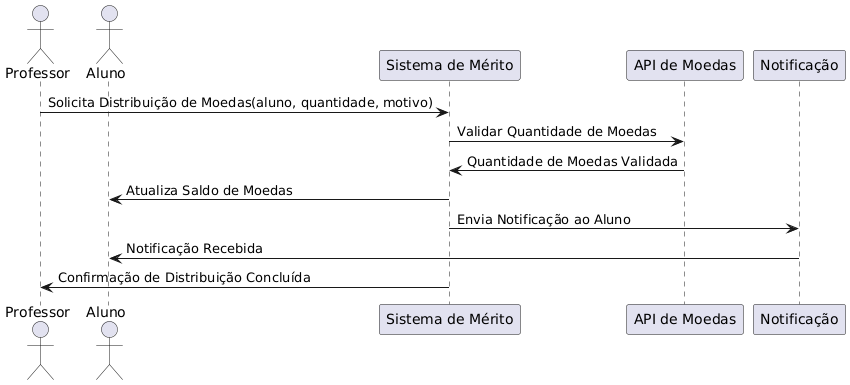 Professor
Aluno
Sistema de Mérito
API de Moedas
Notificação
Solicita Distribuição de Moedas(aluno, quantidade, motivo)
Validar Quantidade de Moedas
Quantidade de Moedas Validada
Atualiza Saldo de Moedas
Envia Notificação ao Aluno
Notificação Recebida
Confirmação de Distribuição Concluída
Professor
Aluno
Sistema de Mérito
API de Moedas
Notificação